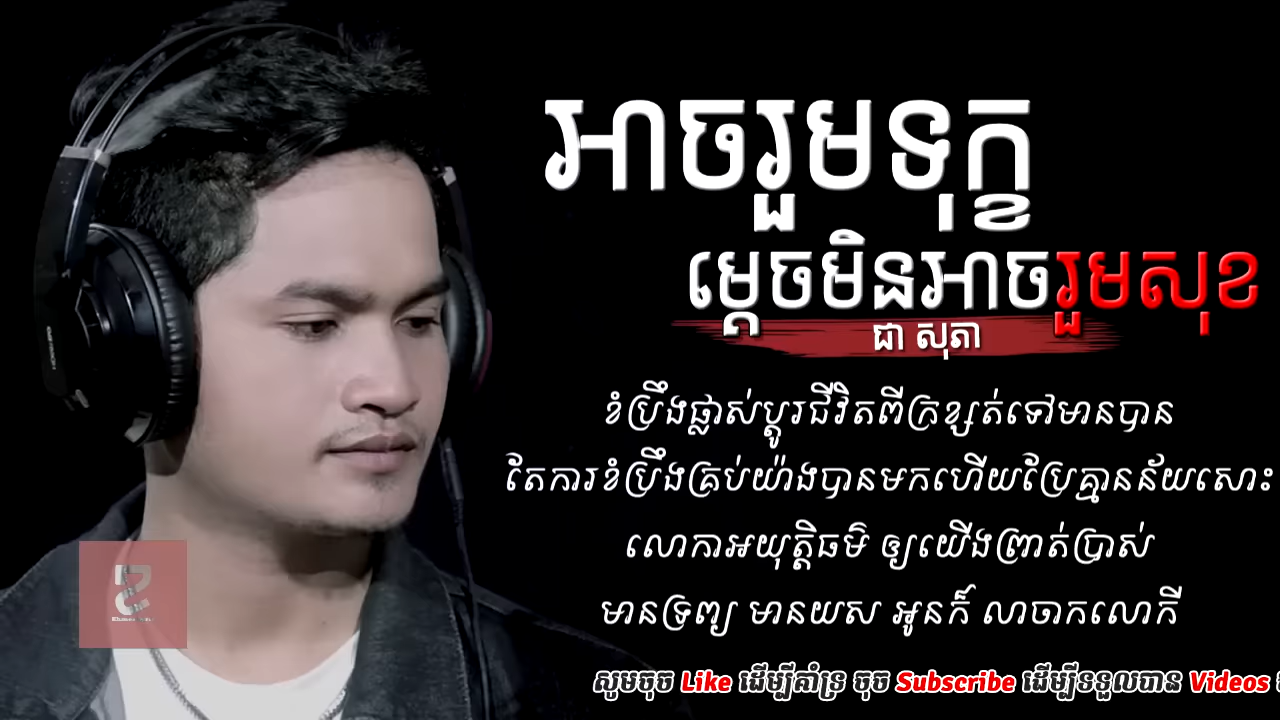 អាចរួមទុក្ខ
ម្ដេចមិនអាចរួមសុខ
ជា សុតា
ខំប្រឹងផ្លាស់ប្ដូរជីវិតពីក្រខ្សត់ទៅមានបាន
តែការខំប្រឹងគ្រប់យ៉ាងបានមកហើយប្រែគ្មានន័យសោះ
លោកាអយុត្តិធម៌ ឲ្យយើងព្រាត់ប្រាស់
មានទ្រព្យ មានយស អូនក៏ លាចាកលោកី
សូមចុច Like ដើម្បីគាំទ្រ ចុច Subscribe ដើម្បីទទួលបាន Videos